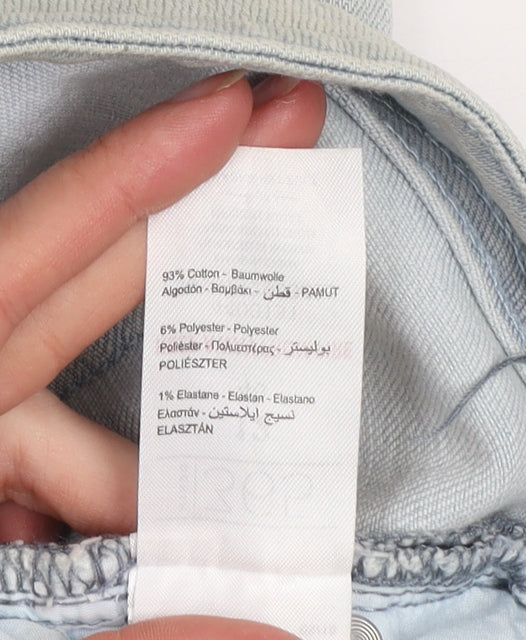 93% Cotton - Baumwolle
Algodón - Βαμβάκι - قطن - PAMUT
6% Polyester - Polyester
Poliéster - Πολυεστέρας - بوليستر
POLIÉSZTER
1% Elastane - Elastan - Elastano
Ελαστάν - نسيج ايلاستين
ELASZTÁN